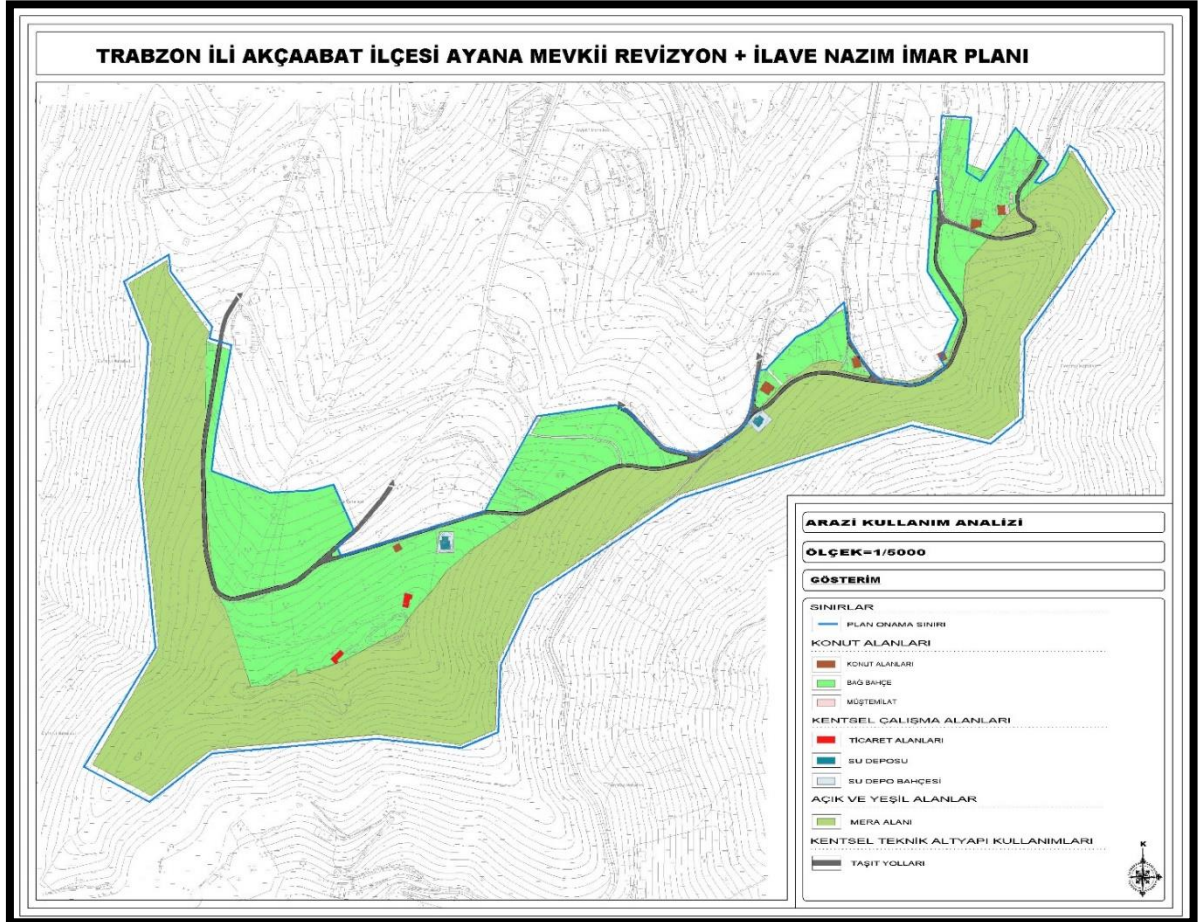 TRABZON İLİ AKÇAABAT İLÇESİ AYANA MEVKİİ REVİZYON + İLAVE NAZIM İMAR PLANI
ARAZİ KULLANIM ANALİZİ
ÖLÇEK=1/5000
GÖSTERİM
SINIRLAR
PLAN ONAMA SINIRI
KONUT ALANLARI
KONUT ALANLARI
BAĞ BAHÇE
MÜŞTEMİLAT
KENTSEL ÇALIŞMA ALANLARI
TİCARET ALANLARI
SU DEPOSU
SU DEPO BAHÇESİ
AÇIK VE YEŞİL ALANLAR
MERA ALANI
KENTSEL TEKNİK ALTYAPI KULLANIMLARI
TAŞIT YOLLARI
K